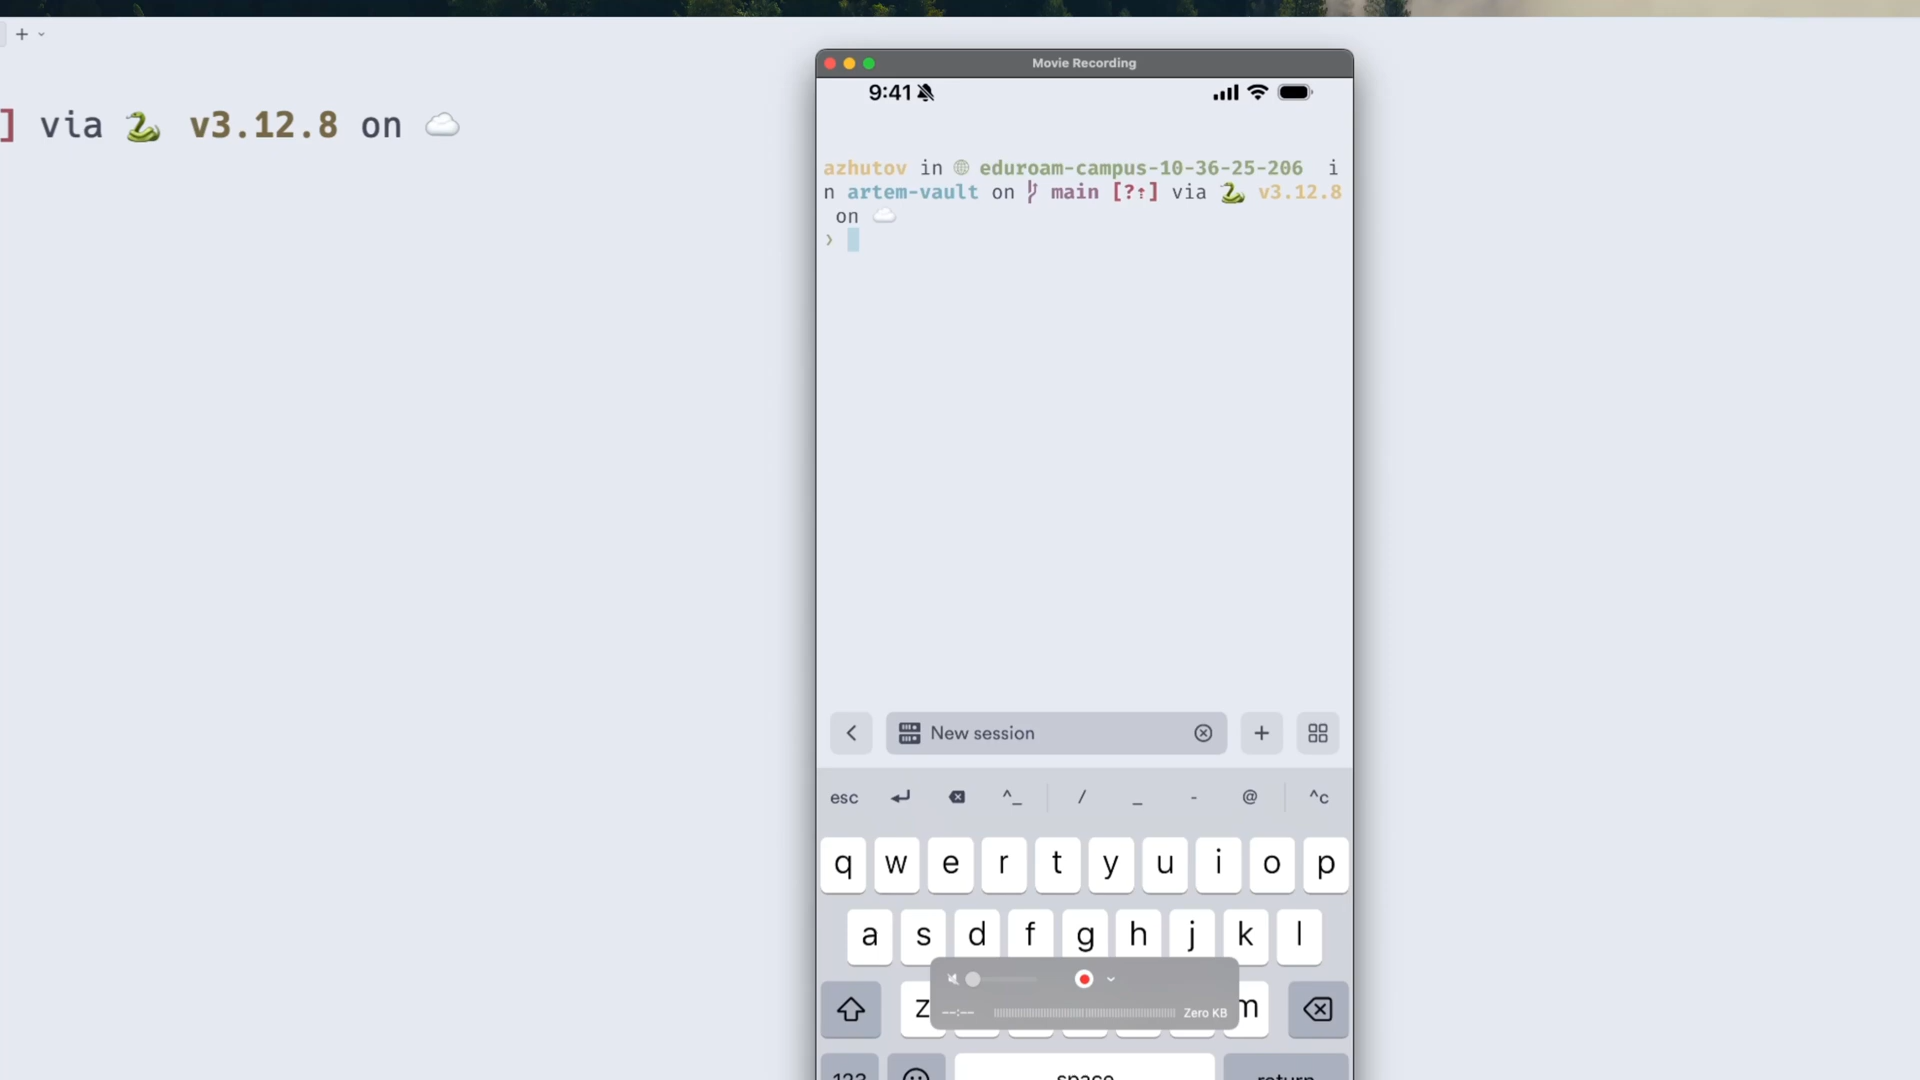 ] via 🐍 v3.12.8 on ☁️
Movie Recording
9:41
azhutov in 🌐 eduroam-campus-10-36-25-206 i
n artem-vault on main [?⇡] via 🐍 v3.12.8
on ☁️
❯
New session
esc / _ - @ ^c
^_
q w e r t y u i o p
a s d f g h j k l
z m
--:-- Zero KB
123 space return